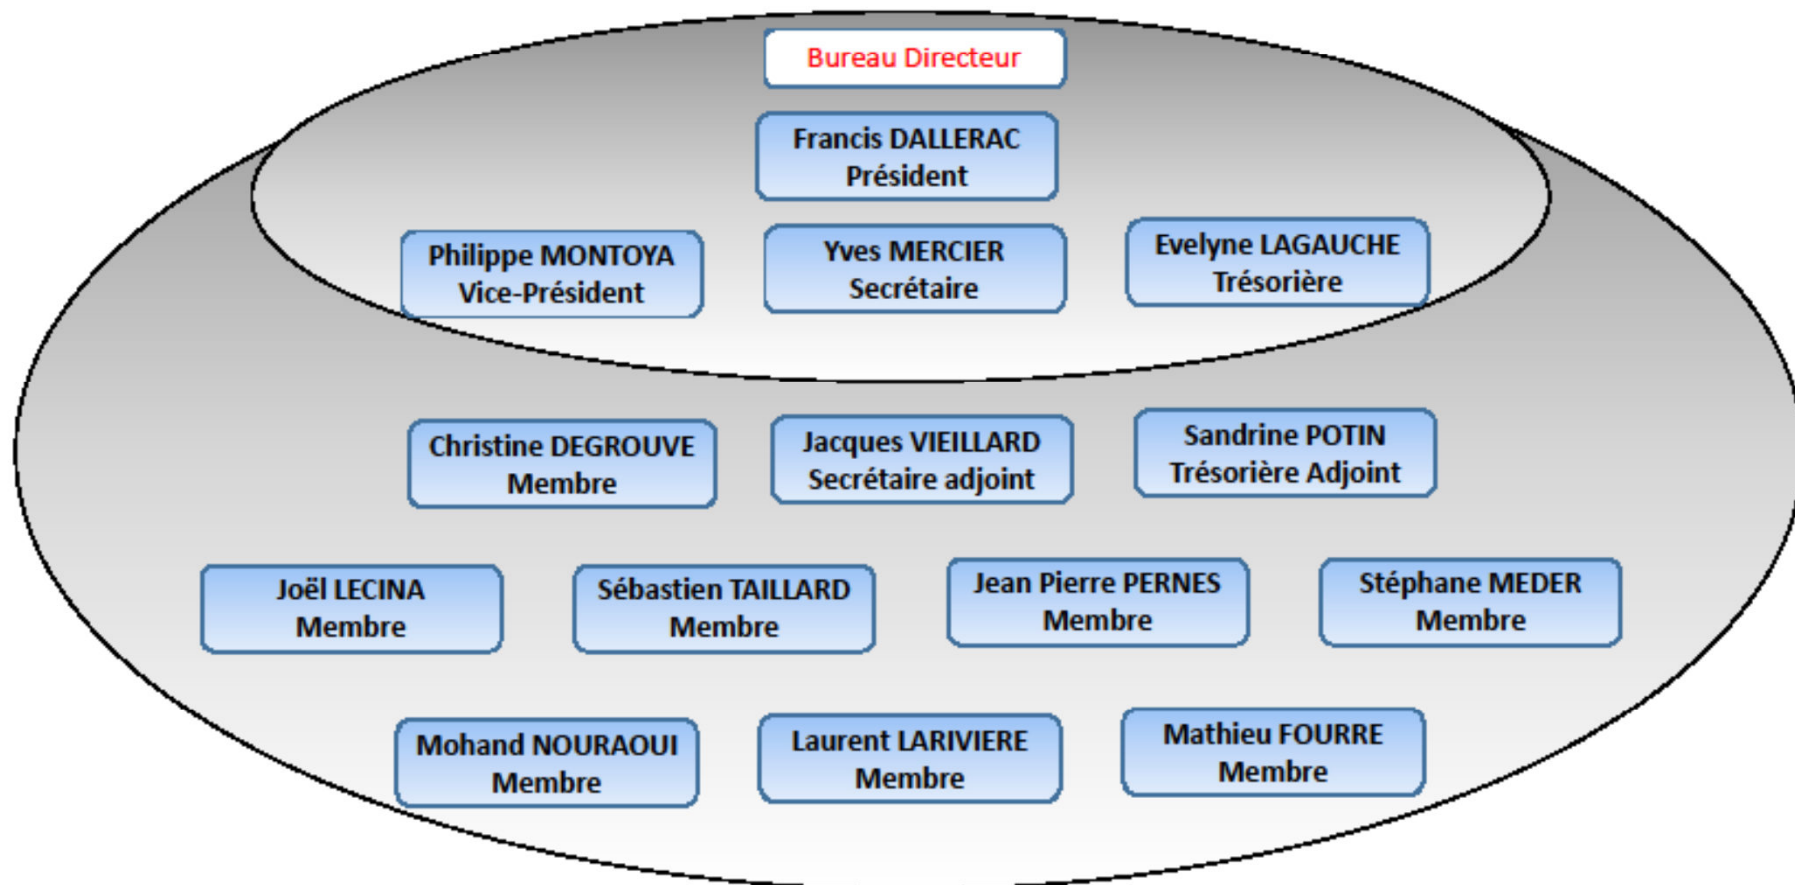 Bureau Directeur
Francis DALLERAC
Président
Philippe MONTOYA
Vice-Président
Yves MERCIER
Secrétaire
Evelyne LAGAUCHE
Trésorière
Christine DEGROUVE
Membre
Jacques VIEILLARD
Secrétaire adjoint
Sandrine POTIN
Trésorière Adjoint
Joël LECINA
Membre
Sébastien TAILLARD
Membre
Jean Pierre PERNES
Membre
Stéphane MEDER
Membre
Mohand NOURAOUI
Membre
Laurent LARIVIERE
Membre
Mathieu FOURRE
Membre